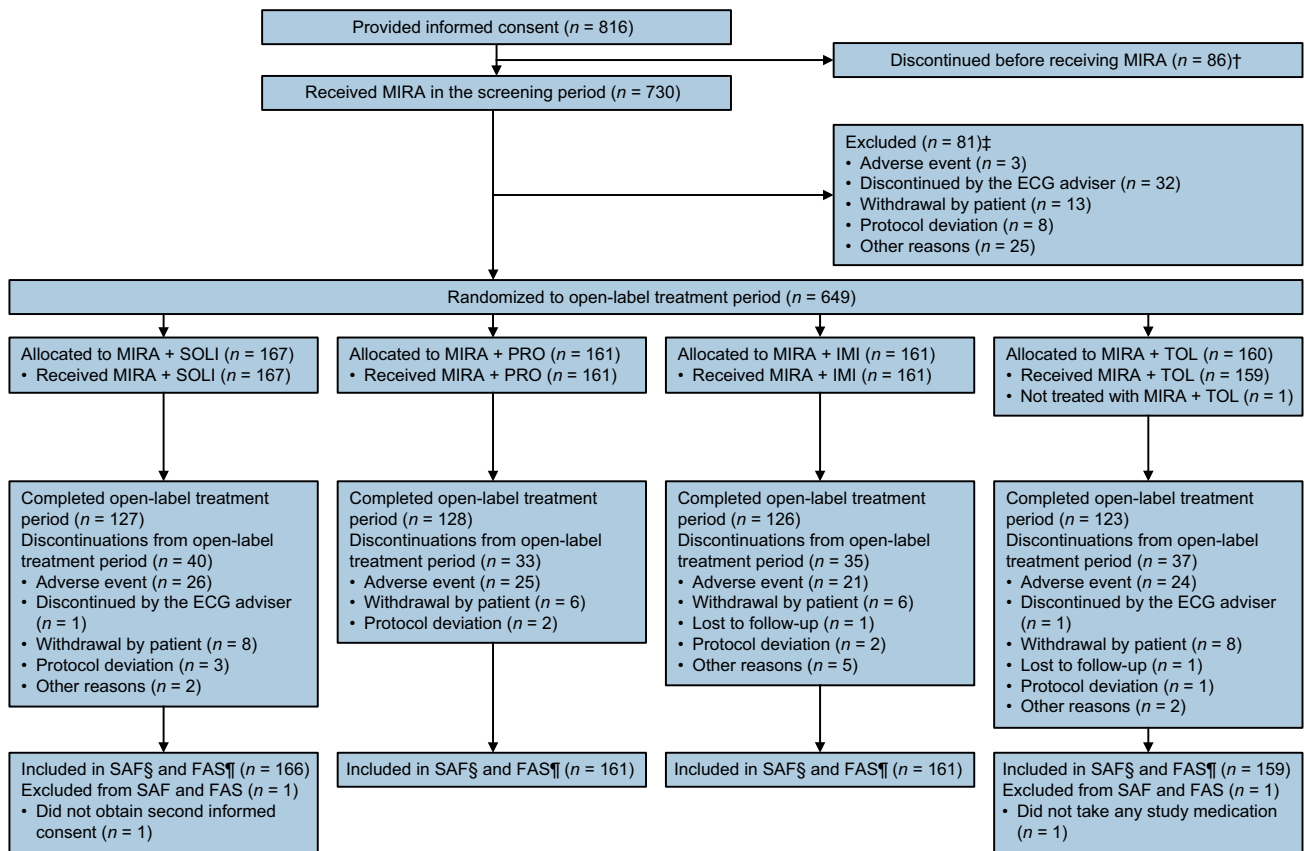 Provided informed consent (n = 816)
Discontinued before receiving MIRA (n = 86)†
Received MIRA in the screening period (n = 730)
Excluded (n = 81)‡
• Adverse event (n = 3)
• Discontinued by the ECG adviser (n = 32)
• Withdrawal by patient (n = 13)
• Protocol deviation (n = 8)
• Other reasons (n = 25)
Randomized to open-label treatment period (n = 649)
Allocated to MIRA + SOLI (n = 167)
• Received MIRA + SOLI (n = 167)
Allocated to MIRA + PRO (n = 161)
• Received MIRA + PRO (n = 161)
Allocated to MIRA + IMI (n = 161)
• Received MIRA + IMI (n = 161)
Allocated to MIRA + TOL (n = 160)
• Received MIRA + TOL (n = 159)
• Not treated with MIRA + TOL (n = 1)
Completed open-label treatment
period (n = 127)
Discontinuations from open-label
treatment period (n = 40)
• Adverse event (n = 26)
• Discontinued by the ECG adviser
(n = 1)
• Withdrawal by patient (n = 8)
• Protocol deviation (n = 3)
• Other reasons (n = 2)
Completed open-label treatment
period (n = 128)
Discontinuations from open-label
treatment period (n = 33)
• Adverse event (n = 25)
• Withdrawal by patient (n = 6)
• Protocol deviation (n = 2)
Completed open-label treatment
period (n = 126)
Discontinuations from open-label
treatment period (n = 35)
• Adverse event (n = 21)
• Withdrawal by patient (n = 6)
• Lost to follow-up (n = 1)
• Protocol deviation (n = 2)
• Other reasons (n = 5)
Completed open-label treatment
period (n = 123)
Discontinuations from open-label
treatment period (n = 37)
• Adverse event (n = 24)
• Discontinued by the ECG adviser
(n = 1)
• Withdrawal by patient (n = 8)
• Lost to follow-up (n = 1)
• Protocol deviation (n = 1)
• Other reasons (n = 2)
Included in SAF§ and FAS¶ (n = 166)
Excluded from SAF and FAS (n = 1)
• Did not obtain second informed
consent (n = 1)
Included in SAF§ and FAS¶ (n = 161)
Included in SAF§ and FAS¶ (n = 161)
Included in SAF§ and FAS¶ (n = 159)
Excluded from SAF and FAS (n = 1)
• Did not take any study medication
(n = 1)